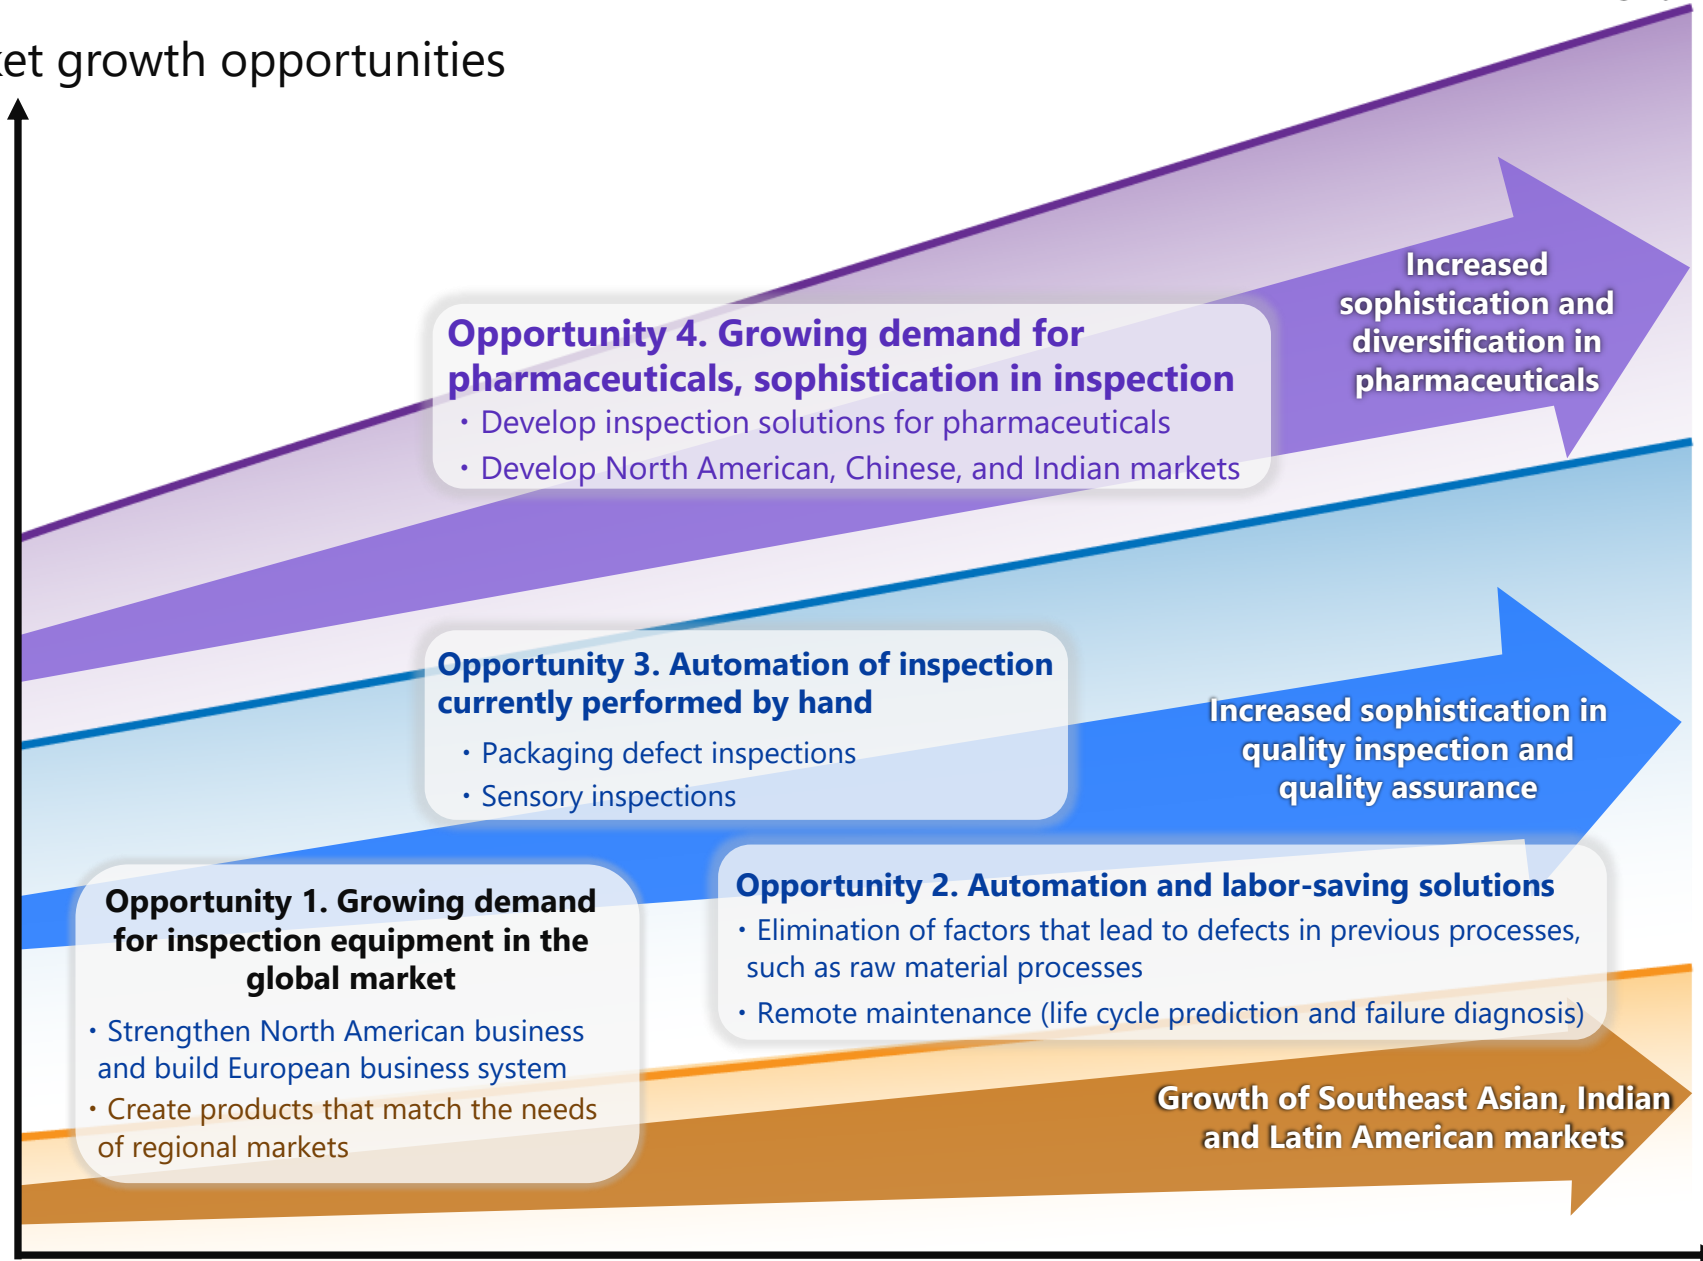 growth opportunities
Increased
sophistication and
diversification in
pharmaceuticals
Opportunity 4. Growing demand for
pharmaceuticals, sophistication in inspection
・Develop inspection solutions for pharmaceuticals
・Develop North American, Chinese, and Indian markets
Opportunity 3. Automation of inspection
currently performed by hand
・Packaging defect inspections
・Sensory inspections
Increased sophistication in
quality inspection and
quality assurance
Opportunity 1. Growing demand
for inspection equipment in the
global market
・Strengthen North American business
and build European business system
・Create products that match the needs
of regional markets
Opportunity 2. Automation and labor-saving solutions
・Elimination of factors that lead to defects in previous processes,
such as raw material processes
・Remote maintenance (life cycle prediction and failure diagnosis)
Growth of Southeast Asian, Indian
and Latin American markets